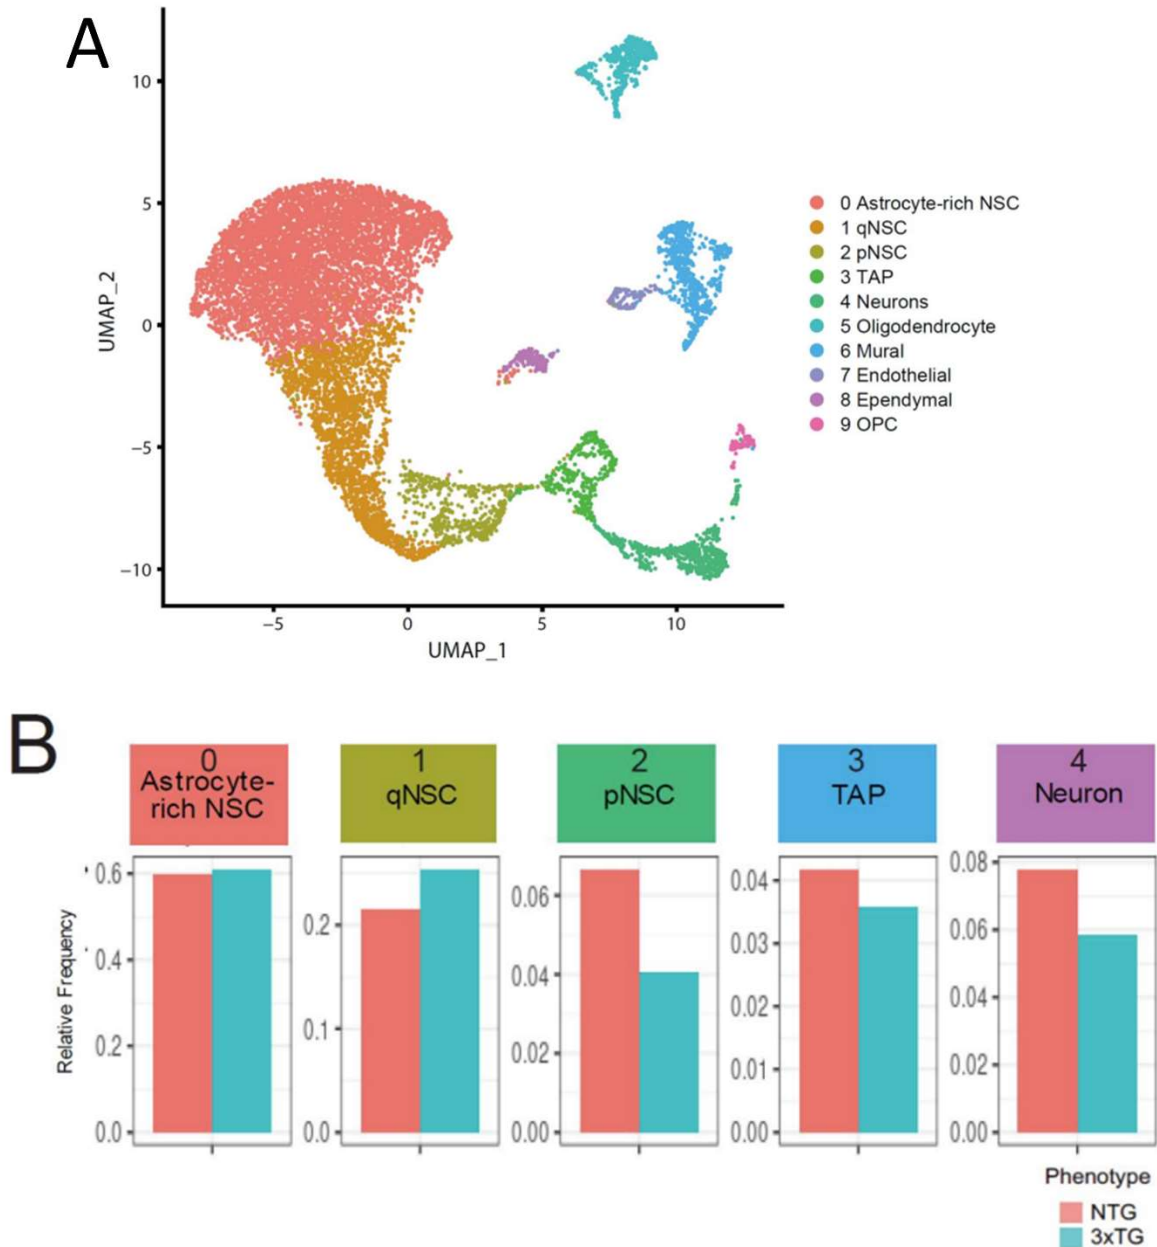 A
10
5
0
−5
−10
UMAP_2
−5 0 5 10
UMAP_1
0 Astrocyte-rich NSC
1 qNSC
2 pNSC
3 TAP
4 Neurons
5 Oligodendrocyte
6 Mural
7 Endothelial
8 Ependymal
9 OPC
B
0
Astrocyte-
rich NSC
1
qNSC
2
pNSC
3
TAP
4
Neuron
Relative Frequency
0.6
0.4
0.2
0.0
0.2
0.1
0.0
0.06
0.04
0.02
0.00
0.04
0.03
0.02
0.01
0.00
0.08
0.06
0.04
0.02
0.00
Phenotype
NTG
3xTG